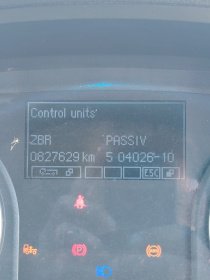 Control units
ZBR PASSIV
0827629 km 5 04026-10
ESC